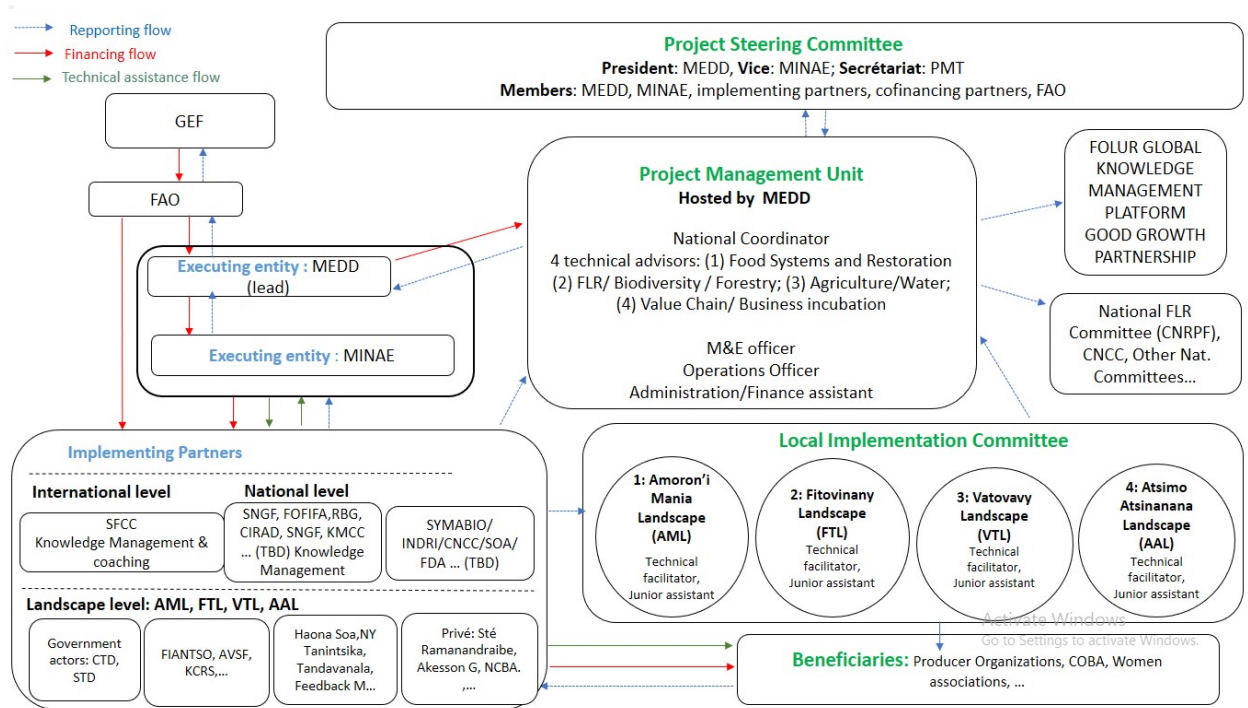 Repporting flow
Financing flow
Technical assistance flow
Project Steering Committee
President: MEDD, Vice: MINAE; Secrétariat: PMT
Members: MEDD, MINAE, implementing partners, cofinancing partners, FAO
GEF
FAO
Executing entity : MEDD
(lead)
Executing entity : MINAE
Project Management Unit
Hosted by MEDD
National Coordinator
4 technical advisors: (1) Food Systems and Restoration
(2) FLR/ Biodiversity / Forestry; (3) Agriculture/Water;
(4) Value Chain/ Business incubation
M&E officer
Operations Officer
Administration/Finance assistant
FOLUR GLOBAL
KNOWLEDGE
MANAGEMENT
PLATFORM
GOOD GROWTH
PARTNERSHIP
National FLR
Committee (CNRPF),
CNCC, Other Nat.
Committees...
Implementing Partners
International level
SFCC
Knowledge Management &
coaching
National level
SNGF, FOFIFA,RBG,
CIRAD, SNGF, KMCC
... (TBD) Knowledge
Management
SYMABIO/
INDRI/CNCC/SOA/
FDA ... (TBD)
Landscape level: AML, FTL, VTL, AAL
Government
actors: CTD,
STD
FIANTSO, AVSF,
KCRS,...
Haona Soa,NY
Tanintsika,
Tandavanala,
Feedback M...
Privé: Sté
Ramanandraibe,
Akesson G, NCBA.
,...
Local Implementation Committee
1: Amoron’i
Mania
Landscape
(AML)
Technical
facilitator,
Junior assistant
2: Fitovinany
Landscape
(FTL)
Technical
facilitator,
Junior assistant
3: Vatovavy
Landscape
(VTL)
Technical
facilitator,
Junior assistant
4: Atsimo
Atsinanana
Landscape
(AAL)
Technical
facilitator,
Junior assistant
Activate Windows
Go to Settings to activate Windows.
Beneficiaries: Producer Organizations, COBA, Women
associations, ...